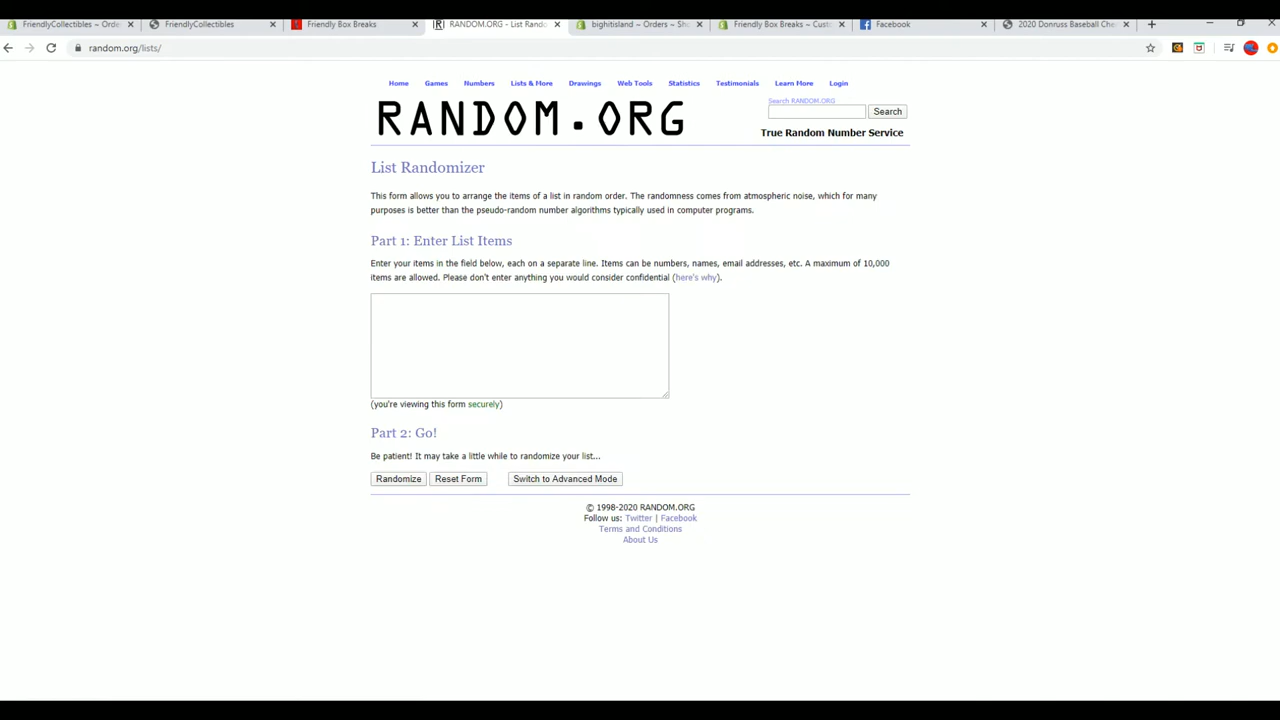 FriendlyCollectibles ~ Orde
FriendlyCollectibles
Friendly Box Breaks
RANDOM.ORG - List Rando
bighitisland ~ Orders ~ Sho
Friendly Box Breaks ~ Custo
Facebook
2020 Donruss Baseball Che
random.org/lists/
Home Games Numbers Lists & More Drawings Web Tools Statistics Testimonials Learn More Login
RANDOM.ORG
Search RANDOM.ORG
Search
True Random Number Service
List Randomizer
This form allows you to arrange the items of a list in random order. The randomness comes from atmospheric noise, which for many
purposes is better than the pseudo-random number algorithms typically used in computer programs.
Part 1: Enter List Items
Enter your items in the field below, each on a separate line. Items can be numbers, names, email addresses, etc. A maximum of 10,000
items are allowed. Please don't enter anything you would consider confidential (here's why).
(you're viewing this form securely)
Part 2: Go!
Be patient! It may take a little while to randomize your list...
Randomize Reset Form Switch to Advanced Mode
© 1998-2020 RANDOM.ORG
Follow us: Twitter | Facebook
Terms and Conditions
About Us